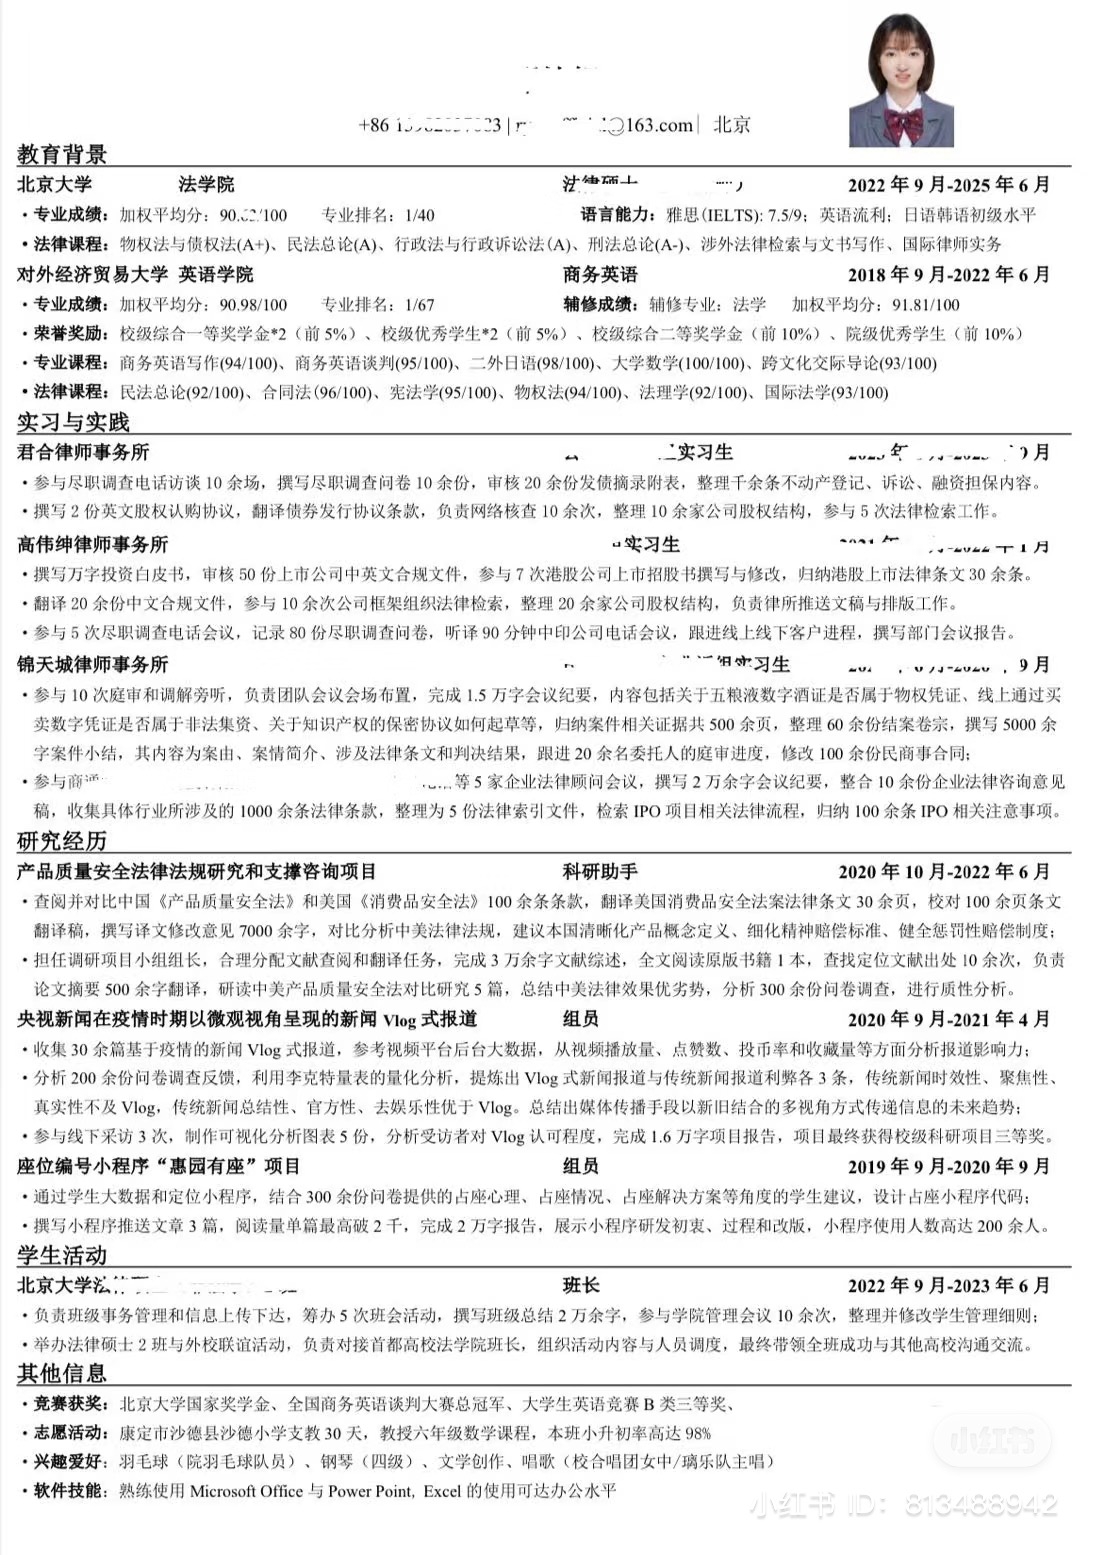 +86 | @163.com | 北京
教育背景
北京大学 法学院 法律硕士 2022 年 9 月-2025 年 6 月
·专业成绩：加权平均分：90. /100 专业排名：1/40 语言能力：雅思(IELTS): 7.5/9；英语流利；日语韩语初级水平
·法律课程：物权法与债权法(A+)、民法总论(A)、行政法与行政诉讼法(A)、刑法总论(A-)、涉外法律检索与文书写作、国际律师实务
对外经济贸易大学 英语学院 商务英语 2018 年 9 月-2022 年 6 月
·专业成绩：加权平均分：90.98/100 专业排名：1/67 辅修成绩：辅修专业：法学 加权平均分：91.81/100
·荣誉奖励：校级综合一等奖学金*2（前 5%）、校级优秀学生*2（前 5%）、校级综合二等奖学金（前 10%）、院级优秀学生（前 10%）
·专业课程：商务英语写作(94/100)、商务英语谈判(95/100)、二外日语(98/100)、大学数学(100/100)、跨文化交际导论(93/100)
·法律课程：民法总论(92/100)、合同法(96/100)、宪法学(95/100)、物权法(94/100)、法理学(92/100)、国际法学(93/100)
实习与实践
君合律师事务所 实习生 月
·参与尽职调查电话访谈 10 余场，撰写尽职调查问卷 10 余份，审核 20 余份发债摘录附表，整理千余条不动产登记、诉讼、融资担保内容。
·撰写 2 份英文股权认购协议，翻译债券发行协议条款，负责网络核查 10 余次，整理 10 余家公司股权结构，参与 5 次法律检索工作。
高伟绅律师事务所 实习生 月
·撰写万字投资白皮书，审核 50 份上市公司中英文合规文件，参与 7 次港股公司上市招股书撰写与修改，归纳港股上市法律条文 30 余条。
·翻译 20 余份中文合规文件，参与 10 余次公司框架组织法律检索，整理 20 余家公司股权结构，负责律所推送文稿与排版工作。
·参与 5 次尽职调查电话会议，记录 80 份尽职调查问卷，听译 90 分钟中印公司电话会议，跟进线上线下客户进程，撰写部门会议报告。
锦天城律师事务所 实习生 9 月
·参与 10 次庭审和调解旁听，负责团队会议会场布置，完成 1.5 万字会议纪要，内容包括关于五粮液数字酒证是否属于物权凭证、线上通过买
卖数字凭证是否属于非法集资、关于知识产权的保密协议如何起草等，归纳案件相关证据共 500 余页，整理 60 余份结案卷宗，撰写 5000 余
字案件小结，其内容为案由、案情简介、涉及法律条文和判决结果，跟进 20 余名委托人的庭审进度，修改 100 余份民商事合同；
·参与商通 等 5 家企业法律顾问会议，撰写 2 万余字会议纪要，整合 10 余份企业法律咨询意见
稿，收集具体行业所涉及的 1000 余条法律条款，整理为 5 份法律索引文件，检索 IPO 项目相关法律流程，归纳 100 余条 IPO 相关注意事项。
研究经历
产品质量安全法律法规研究和支撑咨询项目 科研助手 2020 年 10 月-2022 年 6 月
·查阅并对比中国《产品质量安全法》和美国《消费品安全法》100 余条条款，翻译美国消费品安全法案法律条文 30 余页，校对 100 余页条文
翻译稿，撰写译文修改意见 7000 余字，对比分析中美法律法规，建议本国清晰化产品概念定义、细化精神赔偿标准、健全惩罚性赔偿制度；
·担任调研项目小组组长，合理分配文献查阅和翻译任务，完成 3 万余字文献综述，全文阅读原版书籍 1 本，查找定位文献出处 10 余次，负责
论文摘要 500 余字翻译，研读中美产品质量安全法对比研究 5 篇，总结中美法律效果优劣势，分析 300 余份问卷调查，进行质性分析。
央视新闻在疫情时期以微观视角呈现的新闻 Vlog 式报道 组员 2020 年 9 月-2021 年 4 月
·收集 30 余篇基于疫情的新闻 Vlog 式报道，参考视频平台后台大数据，从视频播放量、点赞数、投币率和收藏量等方面分析报道影响力；
·分析 200 余份问卷调查反馈，利用李克特量表的量化分析，提炼出 Vlog 式新闻报道与传统新闻报道利弊各 3 条，传统新闻时效性、聚焦性、
真实性不及 Vlog，传统新闻总结性、官方性、去娱乐性优于 Vlog。总结出媒体传播手段以新旧结合的多视角方式传递信息的未来趋势；
·参与线下采访 3 次，制作可视化分析图表 5 份，分析受访者对 Vlog 认可程度，完成 1.6 万字项目报告，项目最终获得校级科研项目三等奖。
座位编号小程序“惠园有座”项目 组员 2019 年 9 月-2020 年 9 月
·通过学生大数据和定位小程序，结合 300 余份问卷提供的占座心理、占座情况、占座解决方案等角度的学生建议，设计占座小程序代码；
·撰写小程序推送文章 3 篇，阅读量单篇最高破 2 千，完成 2 万字报告，展示小程序研发初衷、过程和改版，小程序使用人数高达 200 余人。
学生活动
北京大学 班长 2022 年 9 月-2023 年 6 月
·负责班级事务管理和信息上传下达，筹办 5 次班会活动，撰写班级总结 2 万余字，参与学院管理会议 10 余次，整理并修改学生管理细则；
·举办法律硕士 2 班与外校联谊活动，负责对接首都高校法学院班长，组织活动内容与人员调度，最终带领全班成功与其他高校沟通交流。
其他信息
·竞赛获奖：北京大学国家奖学金、全国商务英语谈判大赛总冠军、大学生英语竞赛 B 类三等奖、
·志愿活动：康定市沙德县沙德小学支教 30 天，教授六年级数学课程，本班小升初率高达 98%
·兴趣爱好：羽毛球（院羽毛球队员）、钢琴（四级）、文学创作、唱歌（校合唱团女中/璃乐队主唱）
·软件技能：熟练使用 Microsoft Office 与 Power Point, Excel 的使用可达办公水平
小红书
小红书 ID: 813488942